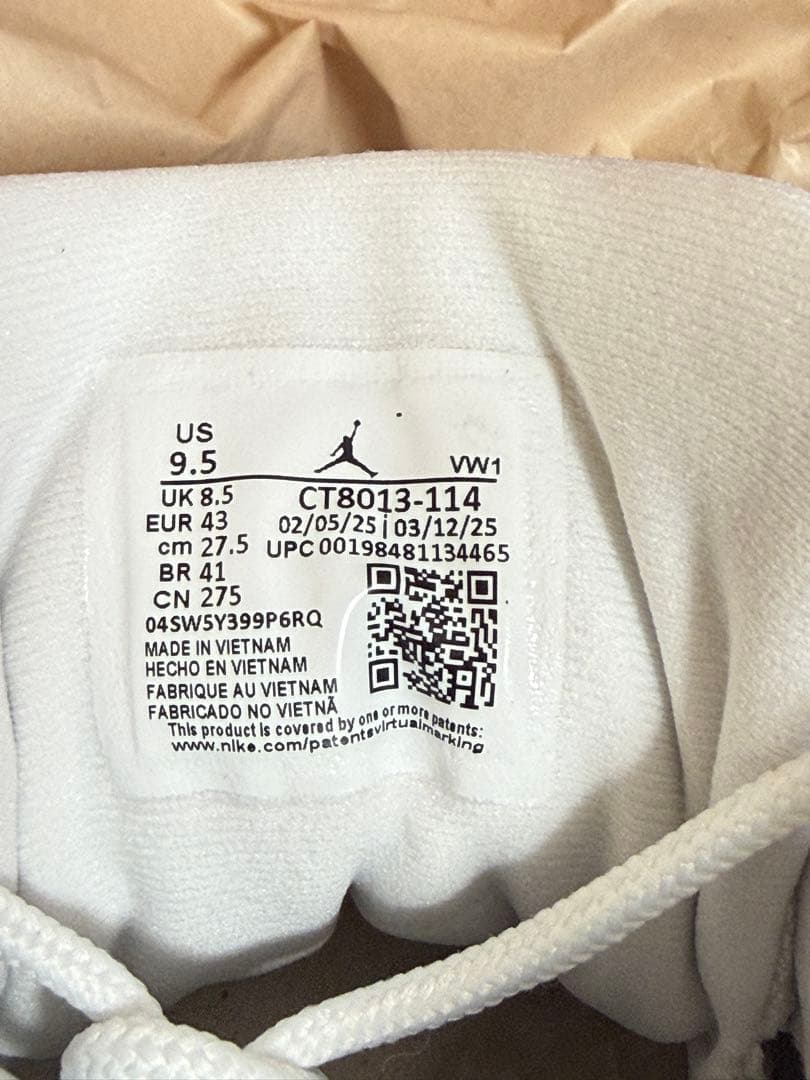 US
9.5
VW1
UK 8.5
CT8013-114
EUR 43
02/05/25 | 03/12/25
cm 27.5
UPC 00198481134465
BR 41
CN 275
04SW5Y399P6RQ
MADE IN VIETNAM
HECHO EN VIETNAM
FABRIQUE AU VIETNAM
FABRICADO NO VIETNÃ
This product is covered by one or more patents:
www.nike.com/patentsvirtualmarking